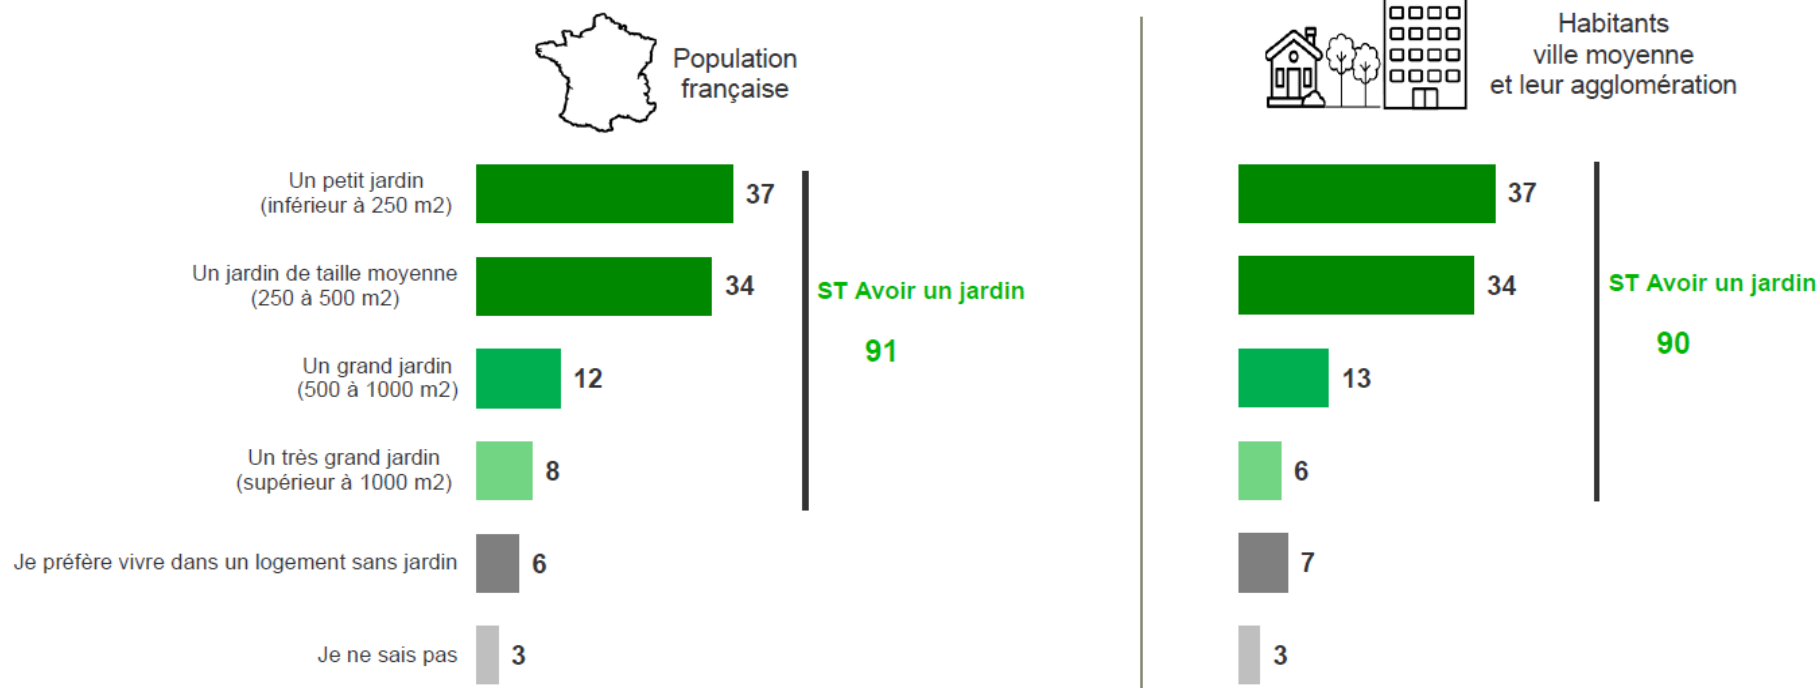 Population
française
Habitants
ville moyenne
et leur agglomération
Un petit jardin
(inférieur à 250 m2)
37
37
Un jardin de taille moyenne
(250 à 500 m2)
34
ST Avoir un jardin
34
ST Avoir un jardin
91
90
Un grand jardin
(500 à 1000 m2)
12
13
Un très grand jardin
(supérieur à 1000 m2)
8
6
Je préfère vivre dans un logement sans jardin
6
7
Je ne sais pas
3
3